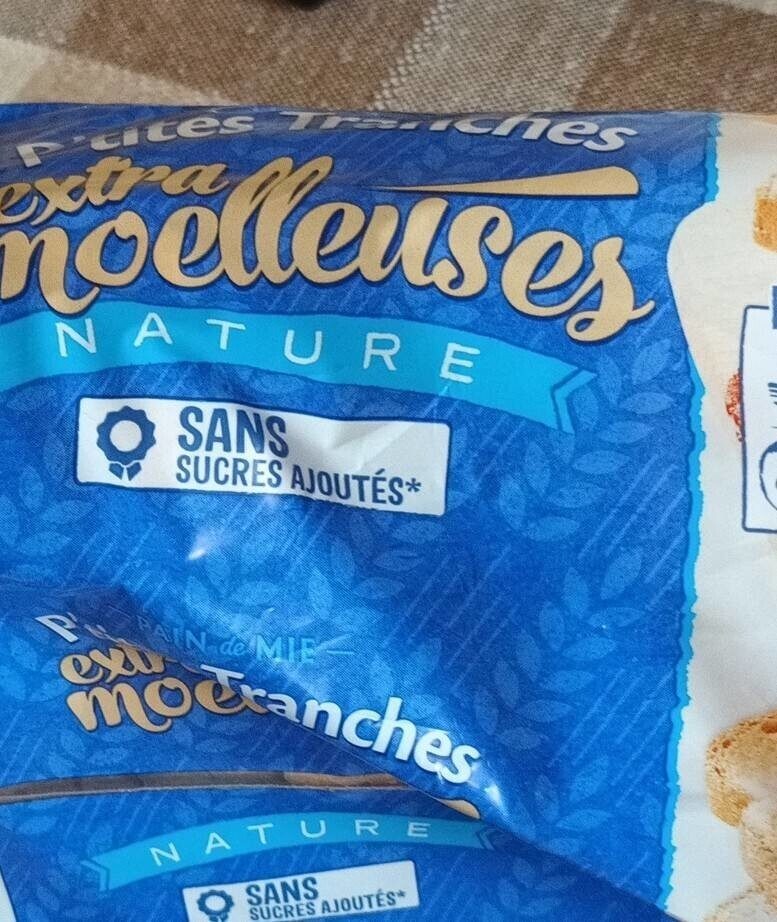 P'tites Tranches
extra
moelleuses
NATURE
SANS
SUCRES AJOUTÉS*
PAIN de MIE
Tranches
NATURE
SANS
SUCRES AJOUTÉS*